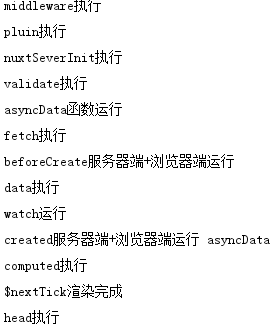 middleware执行
pluin执行
nuxtSeverInit执行
validate执行
asyncData函数运行
fetch执行
beforeCreate服务器端+浏览器端运行
data执行
watch运行
created服务器端+浏览器端运行 asyncData
computed执行
$nextTick渲染完成
head执行